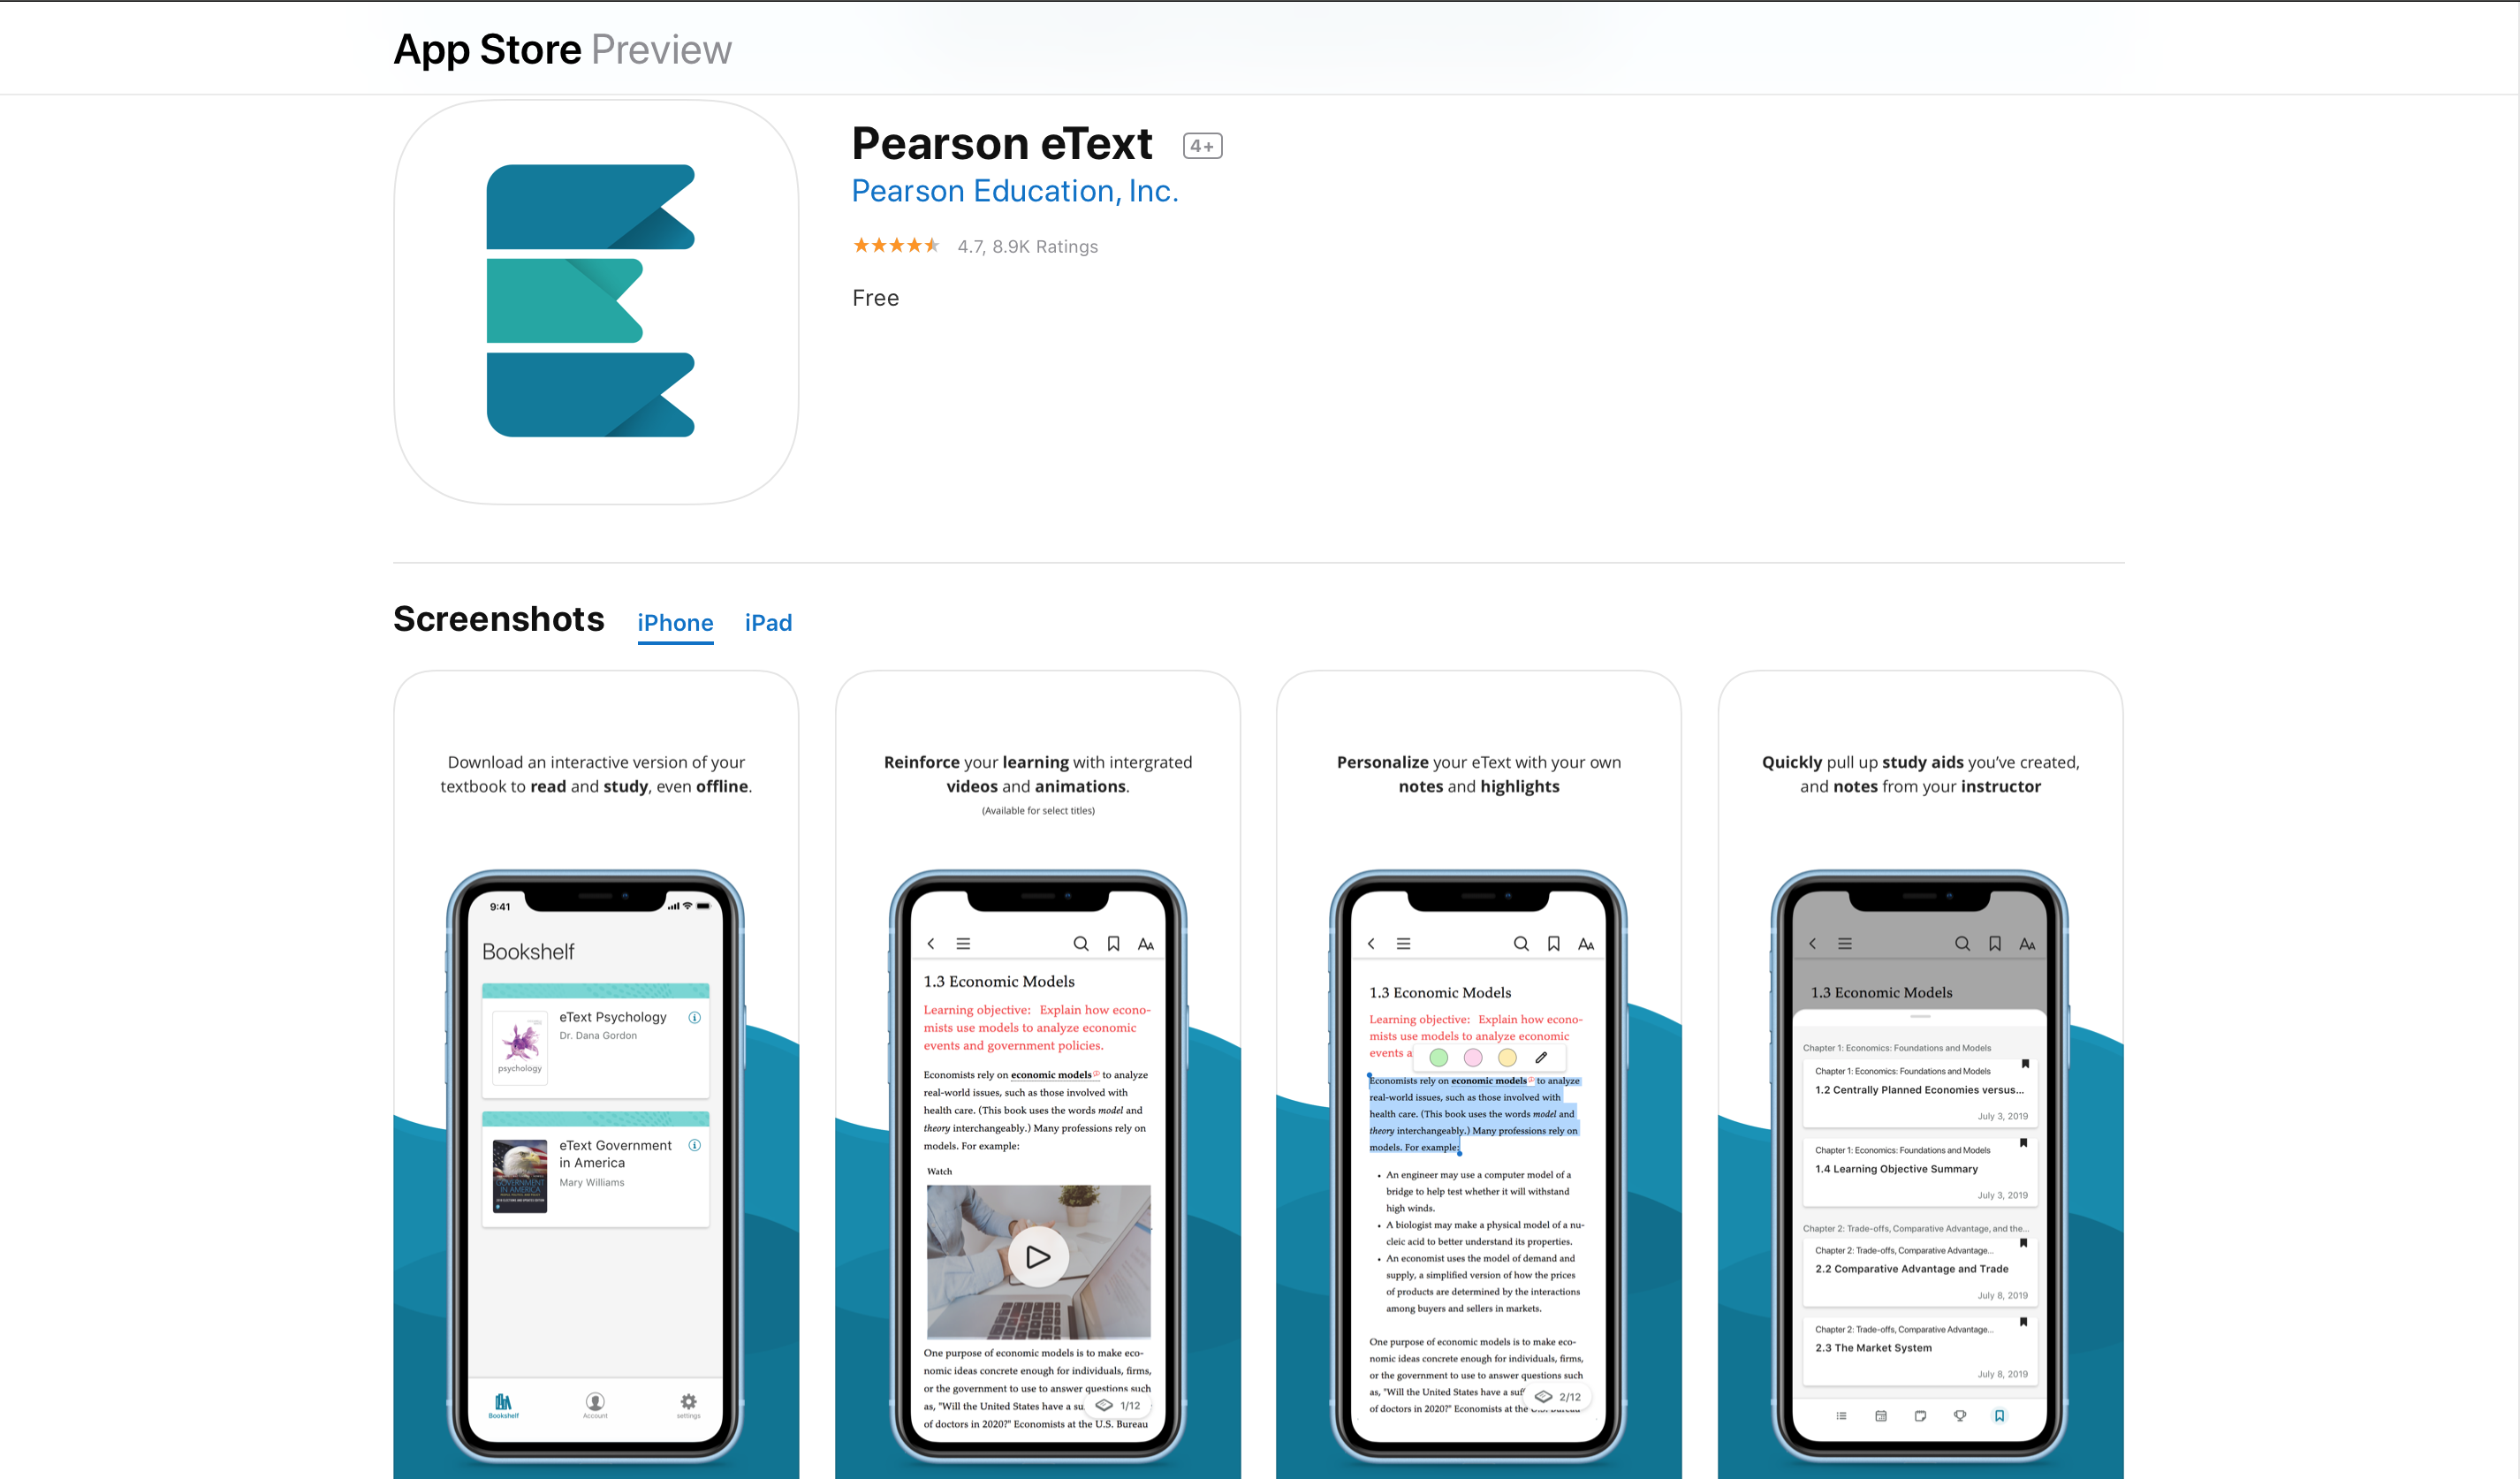 App Store Preview
Pearson eText 4+
Pearson Education, Inc.
4.7, 8.9K Ratings
Free
Screenshots iPhone iPad
Download an interactive version of your
textbook to read and study, even offline.
9:41
Bookshelf
eText Psychology
Dr. Dana Gordon
psychology
eText Government
in America
Mary Williams
GOVERNMENT
IN AMERICA
Bookshelf Account settings
Reinforce your learning with intergrated
videos and animations.
(Available for select titles)
AA
1.3 Economic Models
Learning objective: Explain how econo-
mists use models to analyze economic
events and government policies.
Economists rely on economic models to analyze
real-world issues, such as those involved with
health care. (This book uses the words model and
theory interchangeably.) Many professions rely on
models. For example:
Watch
One purpose of economic models is to make eco-
nomic ideas concrete enough for individuals, firms,
or the government to use to answer questions such
as, "Will the United States have a su
1/12
of doctors in 2020?" Economists at the U.S. Bureau
Personalize your eText with your own
notes and highlights
AA
1.3 Economic Models
Learning objective: Explain how econo-
mists use models to analyze economic
events a
Economists rely on economic models to analyze
real-world issues, such as those involved with
health care. (This book uses the words model and
theory interchangeably.) Many professions rely on
models. For example:
• An engineer may use a computer model of a
bridge to help test whether it will withstand
high winds.
• A biologist may make a physical model of a nu-
cleic acid to better understand its properties.
• An economist uses the model of demand and
supply, a simplified version of how the prices
of products are determined by the interactions
among buyers and sellers in markets.
One purpose of economic models is to make eco-
nomic ideas concrete enough for individuals, firms,
or the government to use to answer questions such
as, "Will the United States have a suf
2/12
of doctors in 2020?" Economists at the U.S. Bureau
Quickly pull up study aids you've created,
and notes from your instructor
AA
1.3 Economic Models
Chapter 1: Economics: Foundations and Models
Chapter 1: Economics: Foundations and Models
1.2 Centrally Planned Economies versus...
July 3, 2019
Chapter 1: Economics: Foundations and Models
1.4 Learning Objective Summary
July 3, 2019
Chapter 2: Trade-offs, Comparative Advantage, and the...
Chapter 2: Trade-offs, Comparative Advantage...
2.2 Comparative Advantage and Trade
July 8, 2019
Chapter 2: Trade-offs, Comparative Advantage...
2.3 The Market System
July 8, 2019